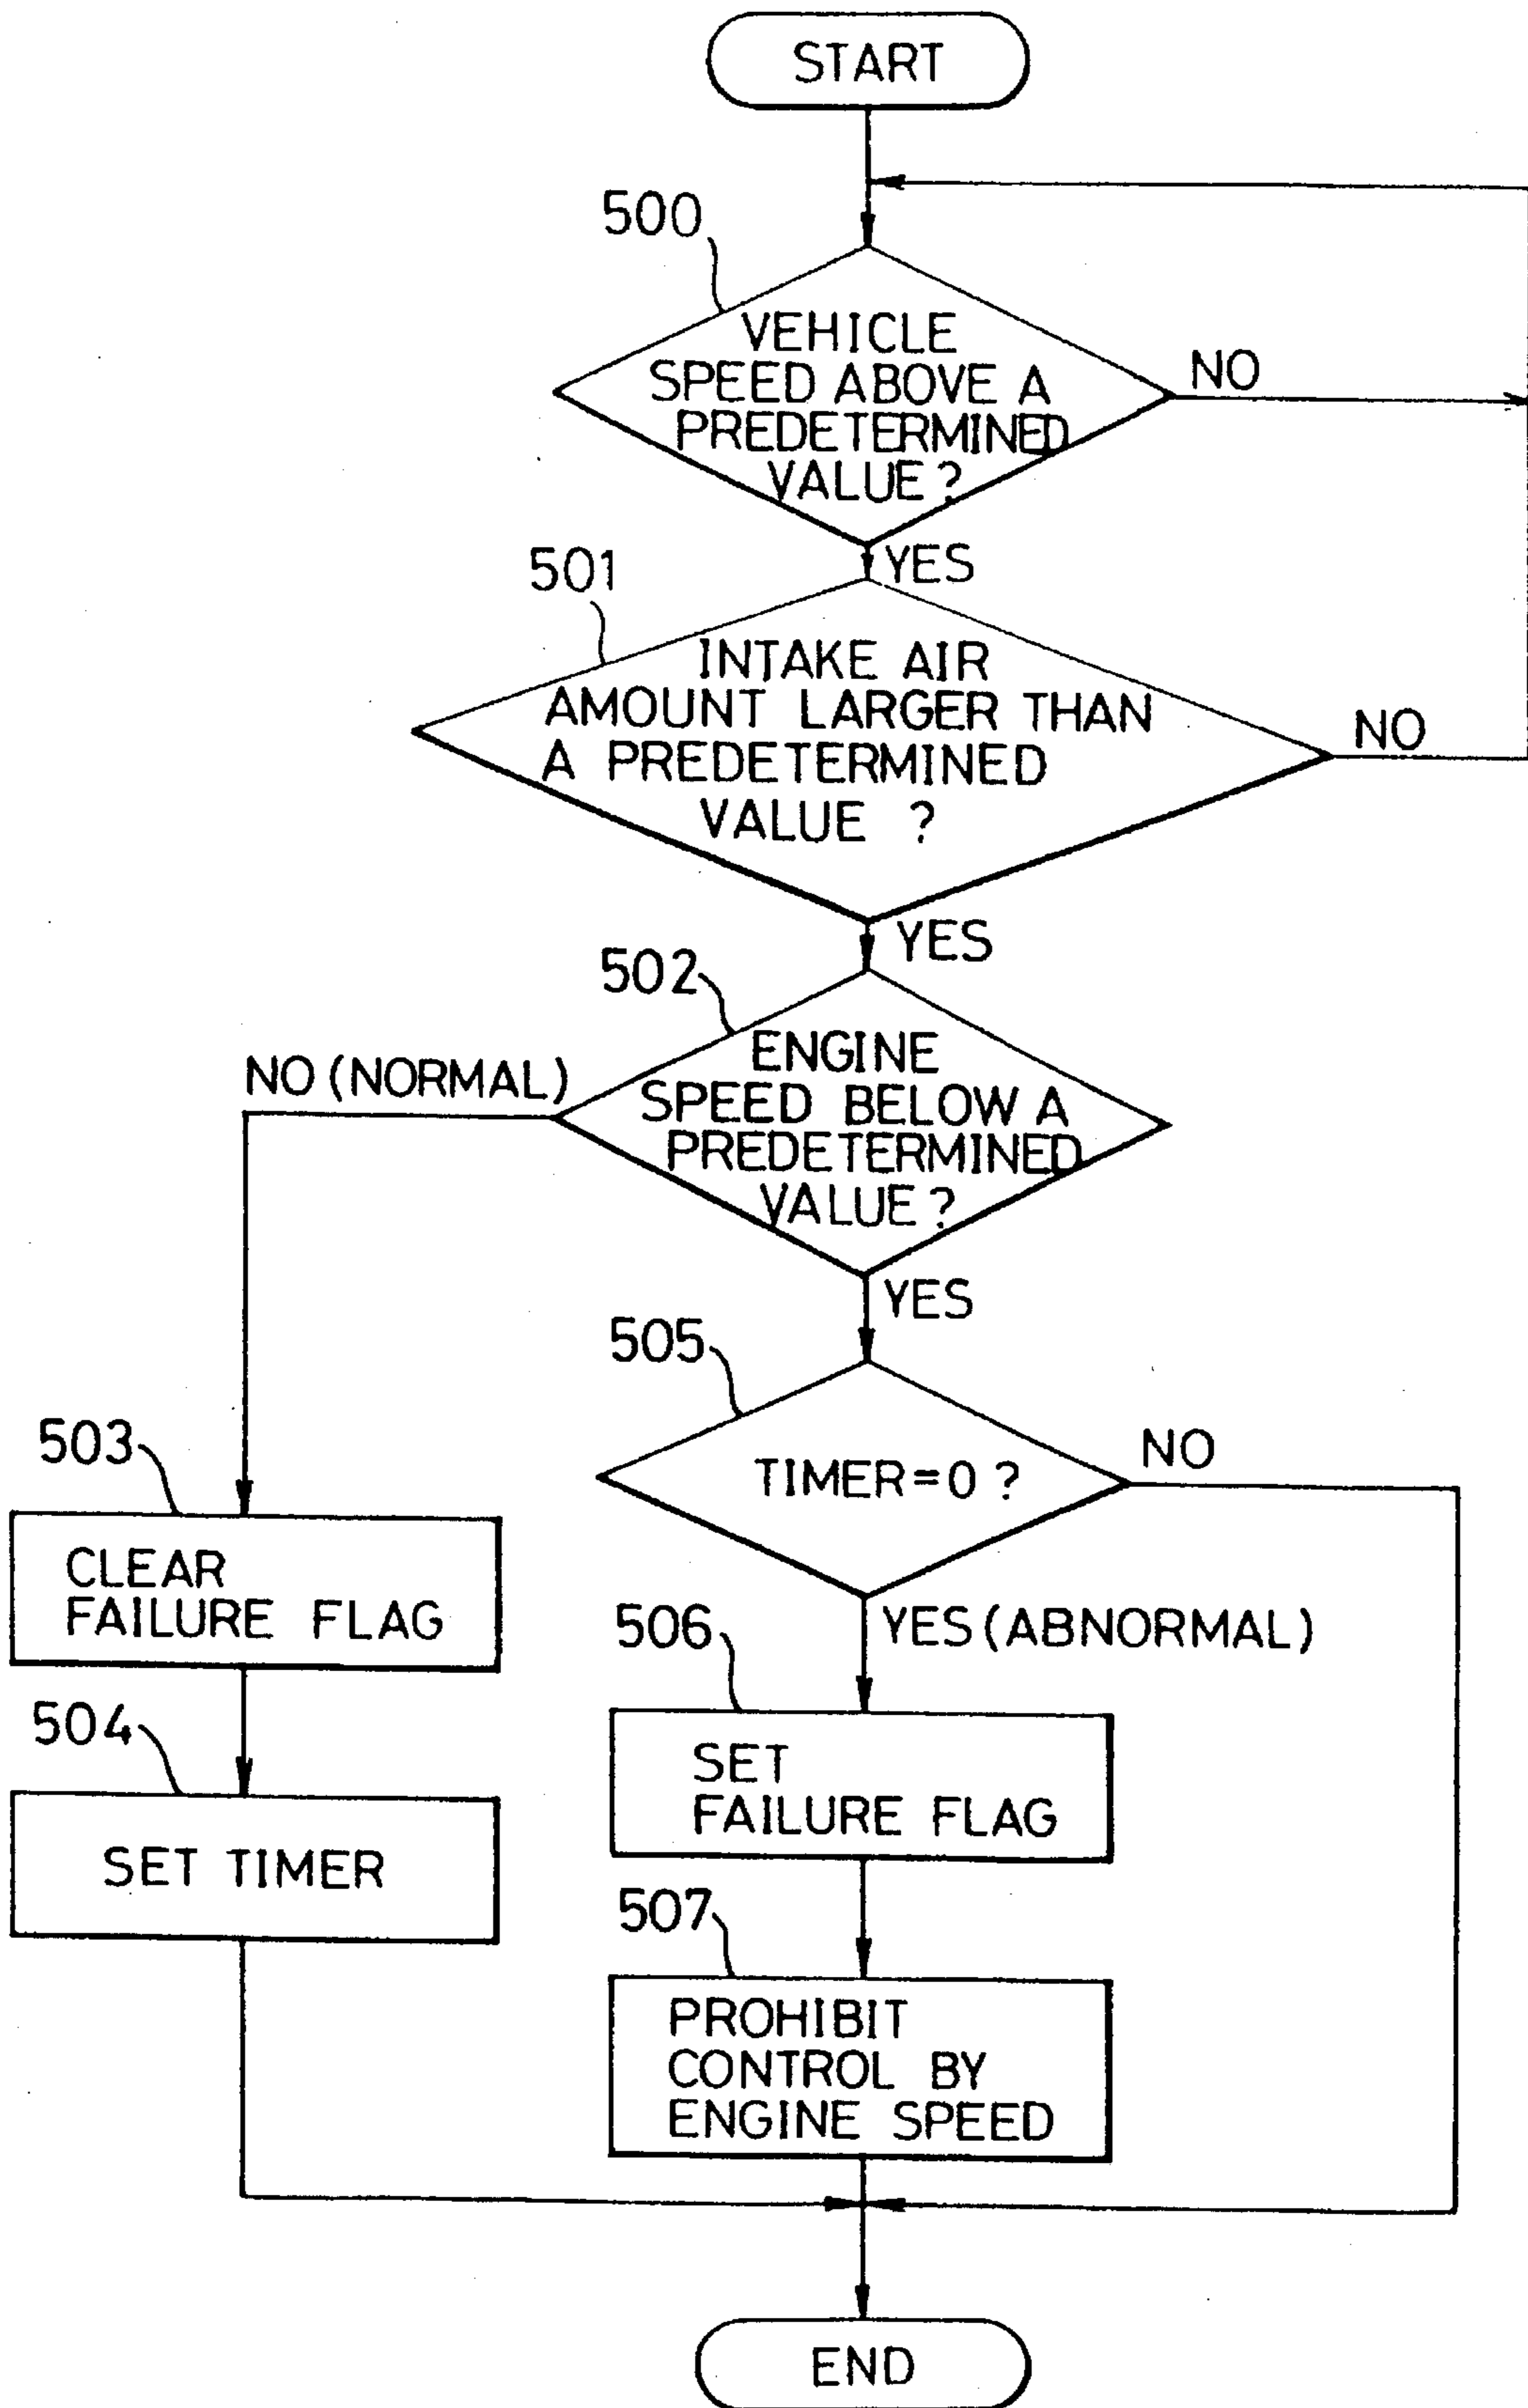 START
500
VEHICLE
SPEED ABOVE A
PREDETERMINED
VALUE?
NO
YES
501
INTAKE AIR
AMOUNT LARGER THAN
A PREDETERMINED
VALUE ?
NO
YES
502
ENGINE
SPEED BELOW A
PREDETERMINED
VALUE?
NO (NORMAL)
YES
505
TIMER=0 ?
NO
YES (ABNORMAL)
503
CLEAR
FAILURE FLAG
504
SET TIMER
506
SET
FAILURE FLAG
507
PROHIBIT
CONTROL BY
ENGINE SPEED
END